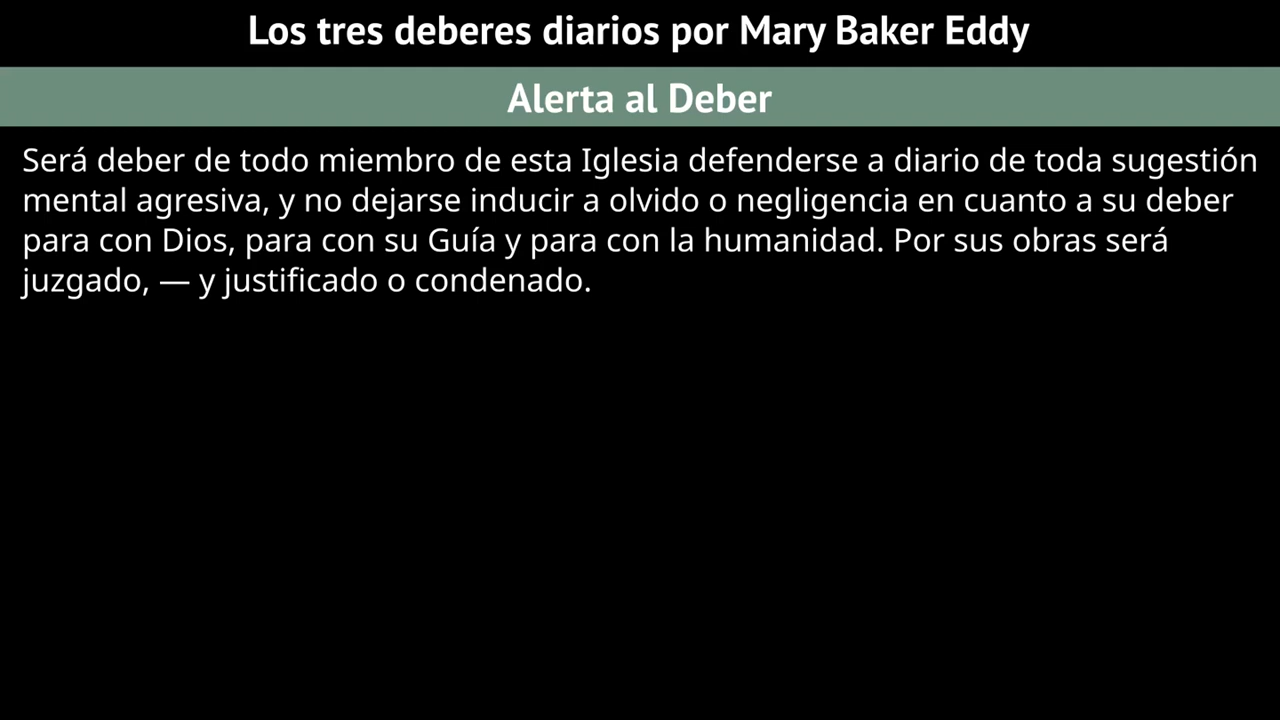 Los tres deberes diarios por Mary Baker Eddy
Alerta al Deber
Será deber de todo miembro de esta Iglesia defenderse a diario de toda sugestión
mental agresiva, y no dejarse inducir a olvido o negligencia en cuanto a su deber
para con Dios, para con su Guía y para con la humanidad. Por sus obras será
juzgado, — y justificado o condenado.